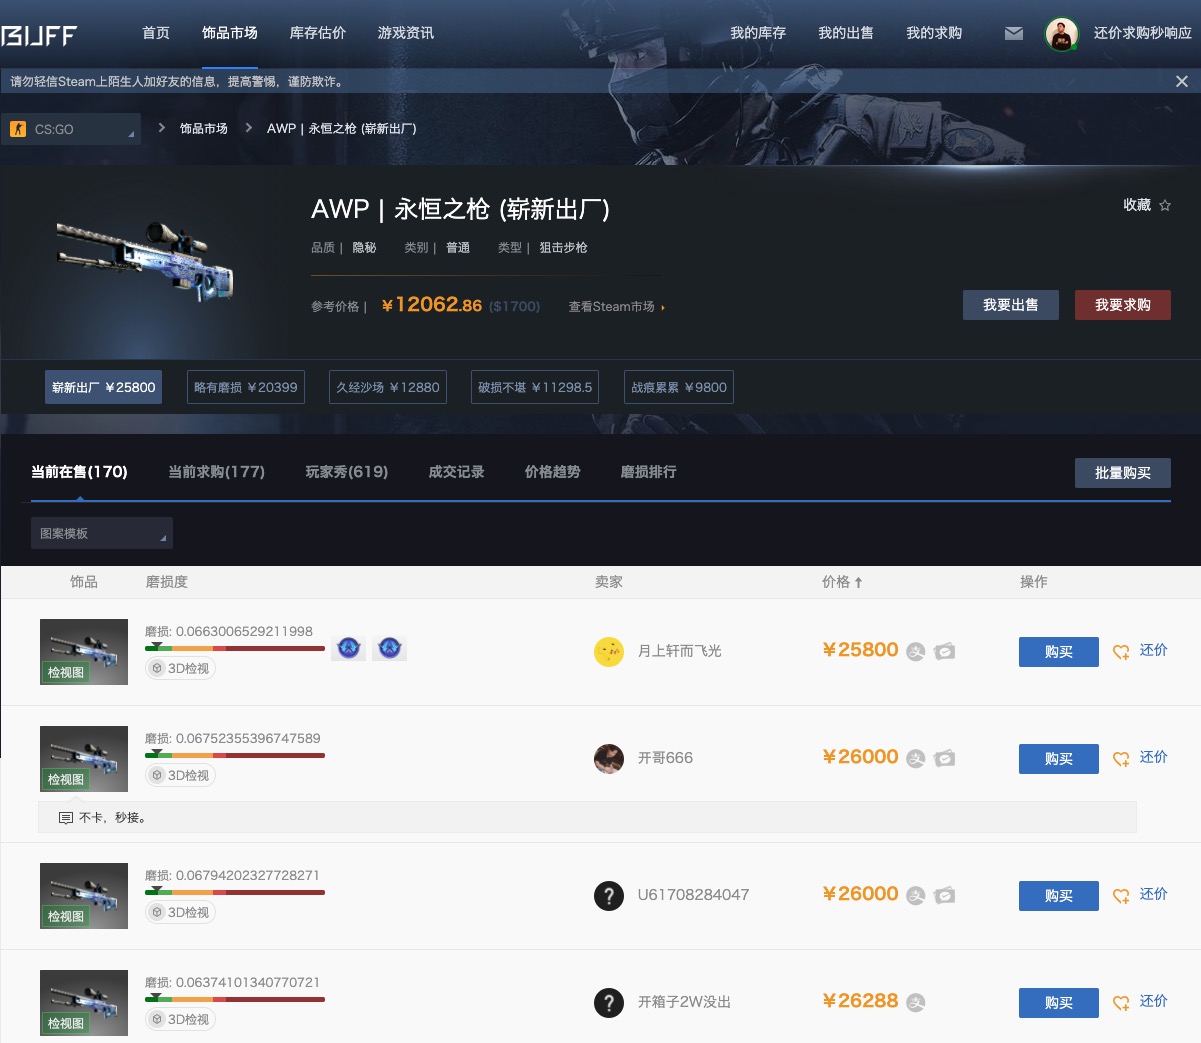 BUFF
首页 饰品市场 库存估价 游戏资讯 我的库存 我的出售 我的求购 还价求购秒响应
请勿轻信Steam上陌生人加好友的信息，提高警惕，谨防欺诈。
CS:GO 饰品市场 AWP | 永恒之枪 (崭新出厂)
AWP | 永恒之枪 (崭新出厂)
收藏
品质 | 隐秘 类别 | 普通 类型 | 狙击步枪
参考价格 | ¥12062.86 ($1700) 查看Steam市场 我要出售 我要求购
崭新出厂 ¥25800 略有磨损 ¥20399 久经沙场 ¥12880 破损不堪 ¥11298.5 战痕累累 ¥9800
当前在售(170) 当前求购(177) 玩家秀(619) 成交记录 价格趋势 磨损排行 批量购买
图案模板
饰品 磨损度 卖家 价格 操作
磨损: 0.0663006529211998
检视图 3D检视 月上轩而飞光 ¥25800 支 购买 还价
磨损: 0.06752355396747589
检视图 3D检视 开哥666 ¥26000 支 购买 还价
不卡，秒接。
磨损: 0.06794202327728271
检视图 3D检视 ? U61708284047 ¥26000 支 购买 还价
磨损: 0.06374101340770721
检视图 3D检视 ? 开箱子2W没出 ¥26288 支 购买 还价